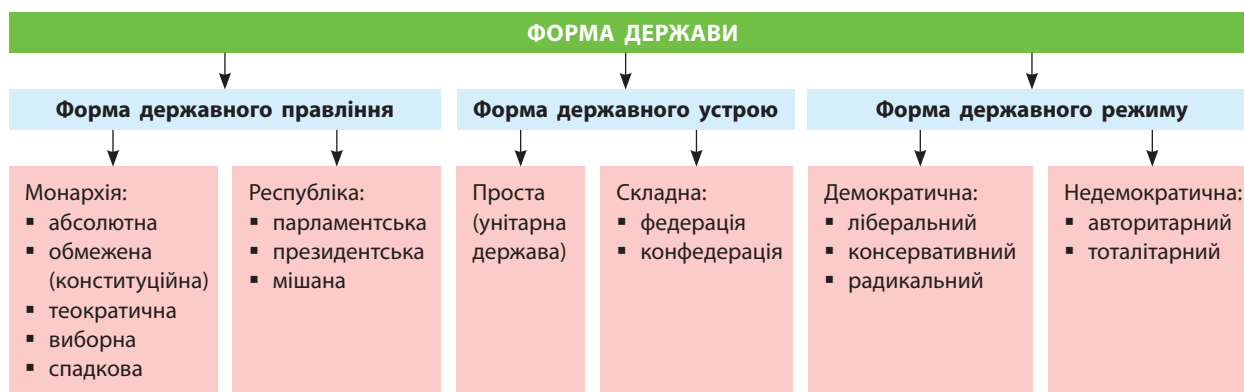 ФОРМА ДЕРЖАВИ
Форма державного правління
Форма державного устрою
Форма державного режиму
Монархія:
▪ абсолютна
▪ обмежена
(конституційна)
▪ теократична
▪ виборна
▪ спадкова
Республіка:
▪ парламентська
▪ президентська
▪ мішана
Проста
(унітарна
держава)
Складна:
▪ федерація
▪ конфедерація
Демократична:
▪ ліберальний
▪ консервативний
▪ радикальний
Недемократична:
▪ авторитарний
▪ тоталітарний